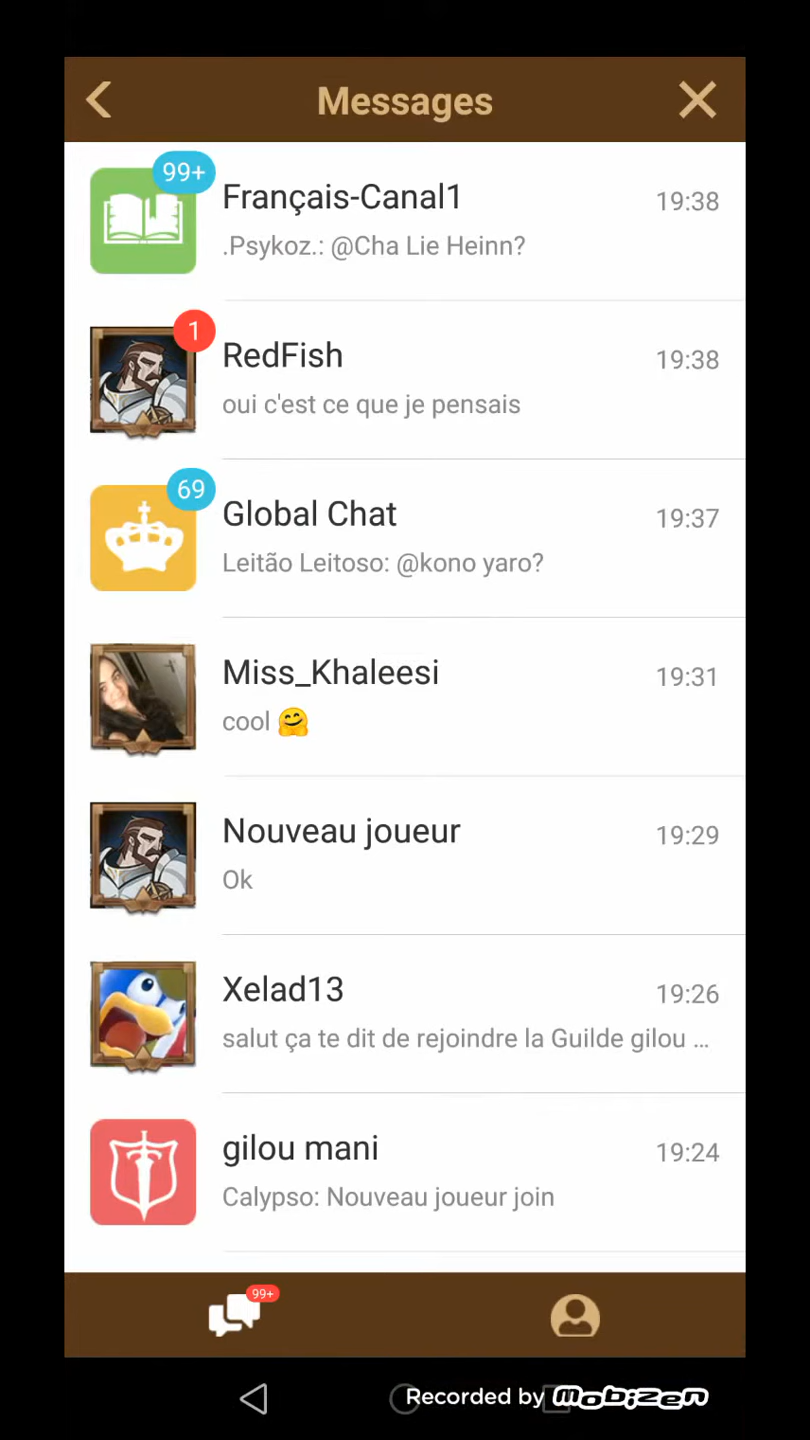 Messages
99+
Français-Canal1
19:38
.Psykoz.: @Cha Lie Heinn?
1
RedFish
19:38
oui c'est ce que je pensais
69
Global Chat
19:37
Leitão Leitoso: @kono yaro?
Miss_Khaleesi
19:31
cool 🤗
Nouveau joueur
19:29
Ok
Xelad13
19:26
salut ça te dit de rejoindre la Guilde gilou ...
gilou mani
19:24
Calypso: Nouveau joueur join
99+
Recorded by Mobizen